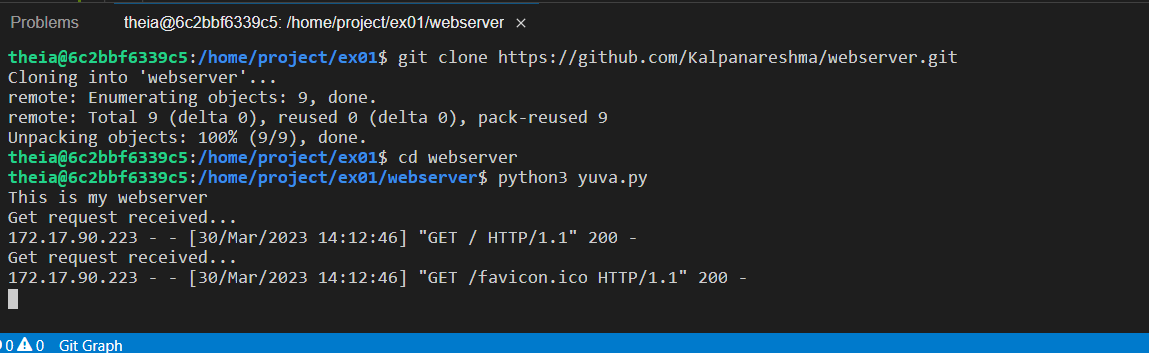 Problems theia@6c2bbf6339c5: /home/project/ex01/webserver ×
theia@6c2bbf6339c5:/home/project/ex01$ git clone https://github.com/Kalpanareshma/webserver.git
Cloning into 'webserver'...
remote: Enumerating objects: 9, done.
remote: Total 9 (delta 0), reused 0 (delta 0), pack-reused 9
Unpacking objects: 100% (9/9), done.
theia@6c2bbf6339c5:/home/project/ex01$ cd webserver
theia@6c2bbf6339c5:/home/project/ex01/webserver$ python3 yuva.py
This is my webserver
Get request received...
172.17.90.223 - - [30/Mar/2023 14:12:46] "GET / HTTP/1.1" 200 -
Get request received...
172.17.90.223 - - [30/Mar/2023 14:12:46] "GET /favicon.ico HTTP/1.1" 200 -
0 0 Git Graph